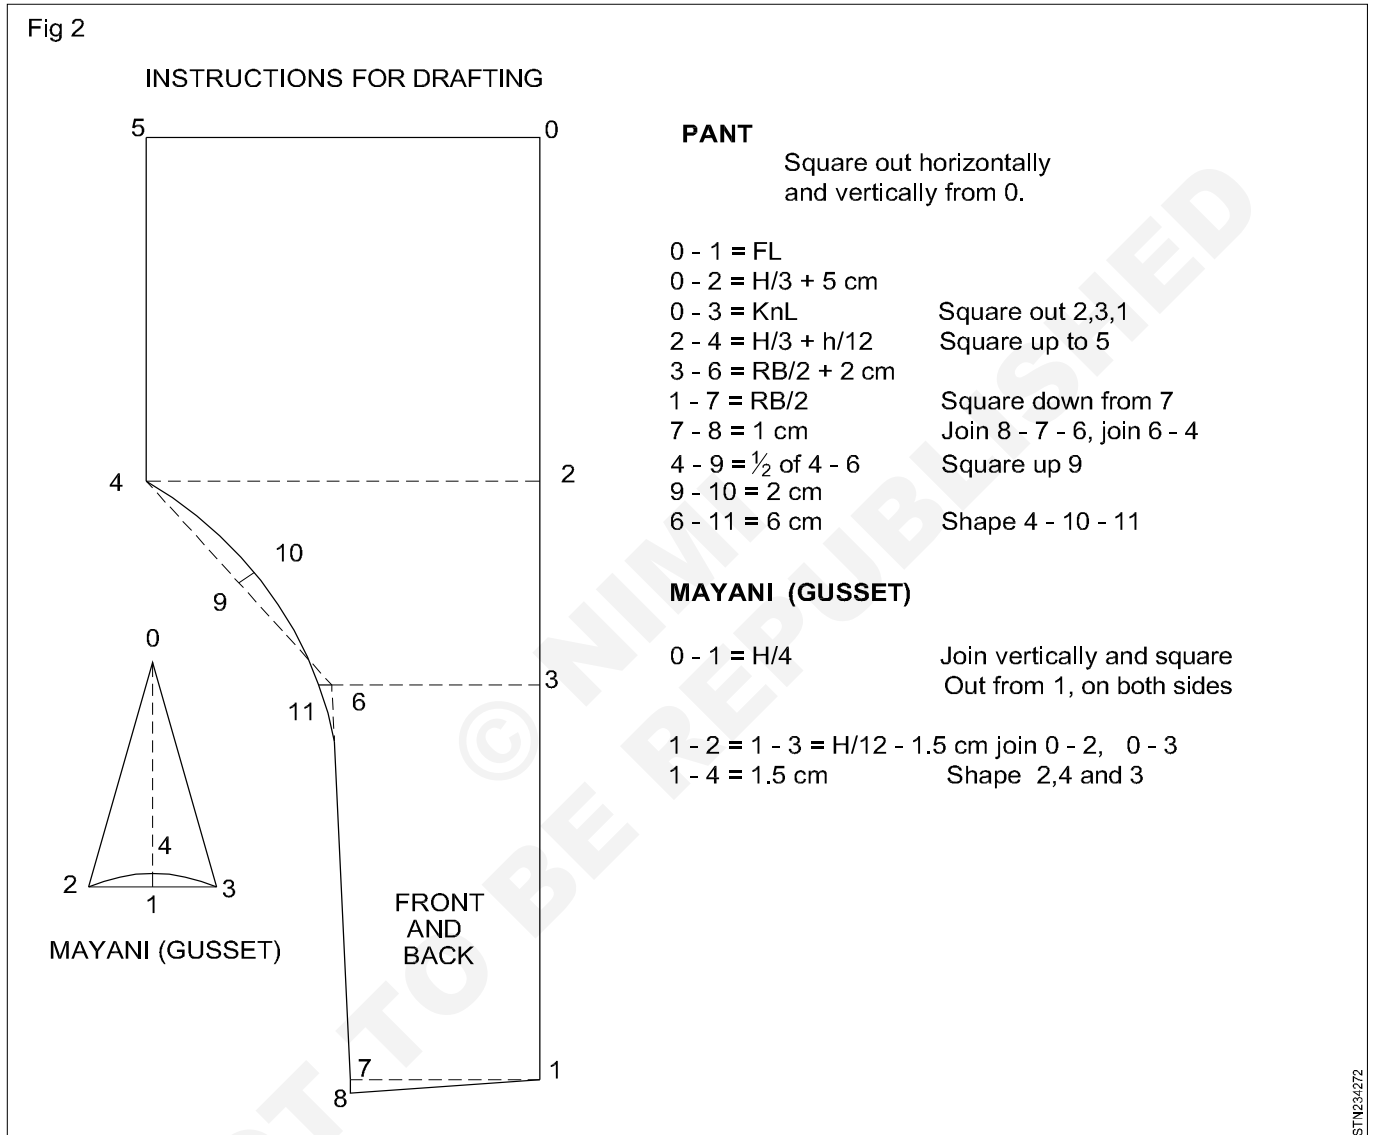 Fig 2
INSTRUCTIONS FOR DRAFTING
5
0
4
2
10
9
6
3
11
FRONT
AND
BACK
7
1
8
0
4
2
1
3
MAYANI (GUSSET)
PANT
Square out horizontally
and vertically from 0.
0 - 1 = FL
0 - 2 = H/3 + 5 cm
0 - 3 = KnL Square out 2,3,1
2 - 4 = H/3 + h/12 Square up to 5
3 - 6 = RB/2 + 2 cm
1 - 7 = RB/2 Square down from 7
7 - 8 = 1 cm Join 8 - 7 - 6, join 6 - 4
4 - 9 = ½ of 4 - 6 Square up 9
9 - 10 = 2 cm
6 - 11 = 6 cm Shape 4 - 10 - 11
MAYANI (GUSSET)
0 - 1 = H/4 Join vertically and square
Out from 1, on both sides
1 - 2 = 1 - 3 = H/12 - 1.5 cm join 0 - 2, 0 - 3
1 - 4 = 1.5 cm Shape 2,4 and 3
STN234272
© NIMI
TO BE REPUBLISHED